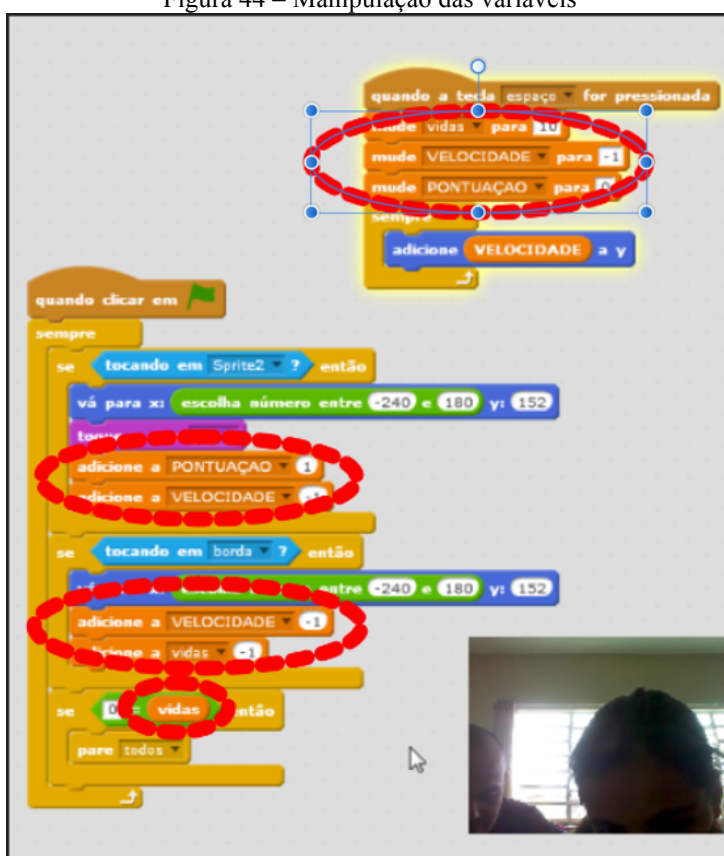 Figura 44 – Manipulação das variáveis
quando a tecla espaço for pressionada
mude vidas para 10
mude VELOCIDADE para -1
mude PONTUAÇAO para 0
sempre
adicione VELOCIDADE a y
quando clicar em
sempre
se tocando em Sprite2 ? então
vá para x: escolha número entre -240 e 180 y: 152
adicione a PONTUAÇAO 1
adicione a VELOCIDADE -1
se tocando em borda ? então
x: entre -240 e 180 y: 152
adicione a VELOCIDADE -1
adicione a vidas -1
se 0 = vidas então
pare todos